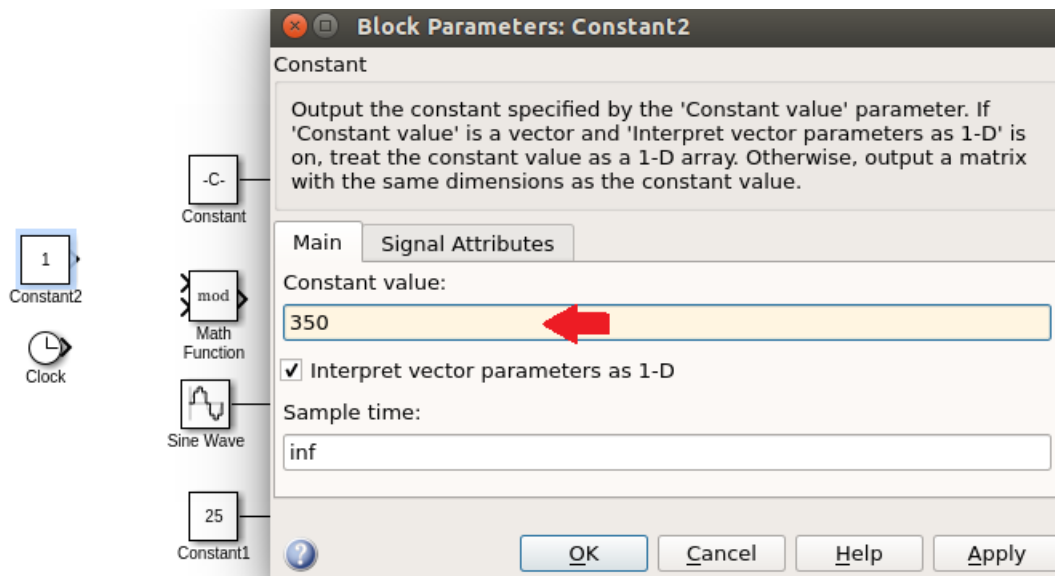 Block Parameters: Constant2
Constant
Output the constant specified by the 'Constant value' parameter. If
'Constant value' is a vector and 'Interpret vector parameters as 1-D' is
on, treat the constant value as a 1-D array. Otherwise, output a matrix
with the same dimensions as the constant value.
Main
Signal Attributes
Constant value:
350
Interpret vector parameters as 1-D
Sample time:
inf
?
OK
Cancel
Help
Apply
1
Constant2
Clock
-C-
Constant
mod
Math
Function
Sine Wave
25
Constant1